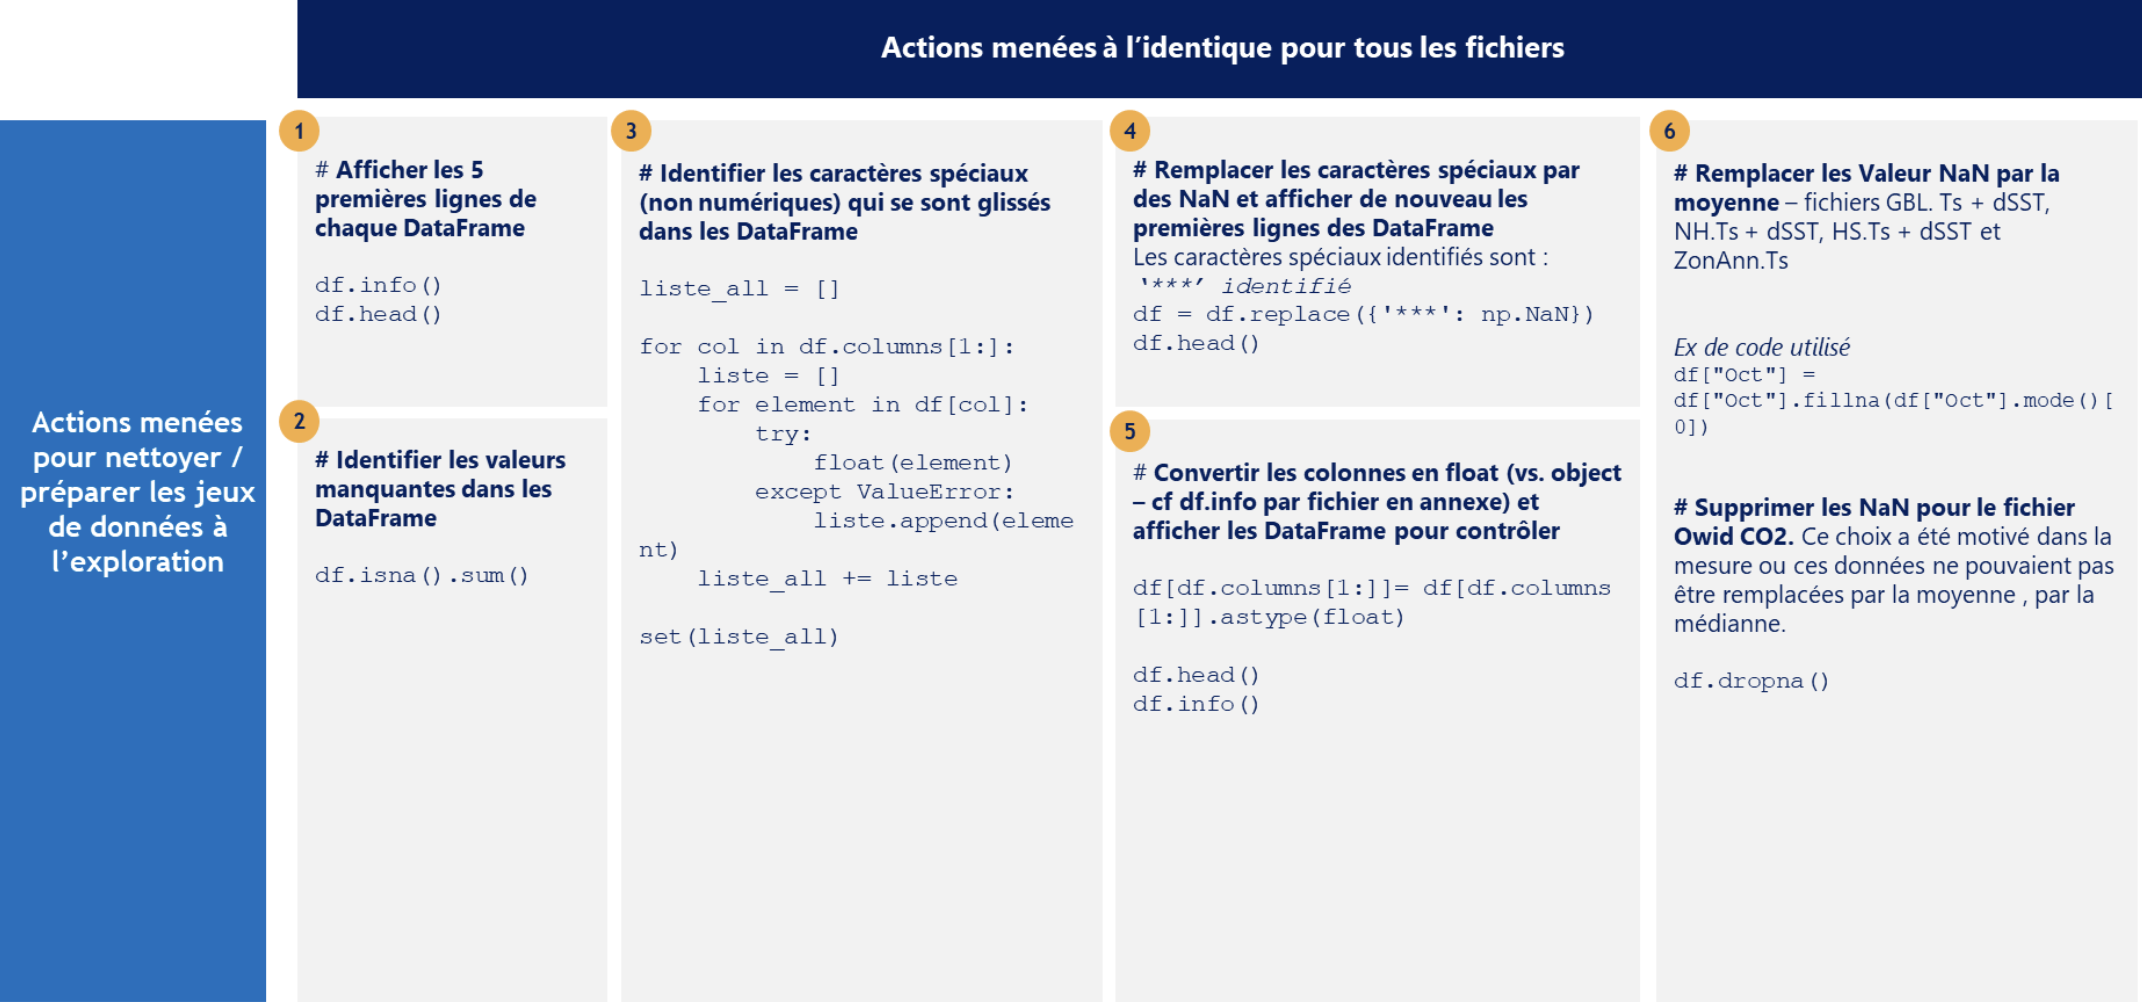 Actions menées à l’identique pour tous les fichiers
Actions menées
pour nettoyer /
préparer les jeux
de données à
l’exploration
1
# Afficher les 5
premières lignes de
chaque DataFrame
df.info()
df.head()
2
# Identifier les valeurs
manquantes dans les
DataFrame
df.isna().sum()
3
# Identifier les caractères spéciaux
(non numériques) qui se sont glissés
dans les DataFrame
liste_all = []
for col in df.columns[1:]:
    liste = []
    for element in df[col]:
        try:
            float(element)
        except ValueError:
            liste.append(eleme
nt)
    liste_all += liste
set(liste_all)
4
# Remplacer les caractères spéciaux par
des NaN et afficher de nouveau les
premières lignes des DataFrame
Les caractères spéciaux identifiés sont :
‘***’ identifié
df = df.replace({'***': np.NaN})
df.head()
5
# Convertir les colonnes en float (vs. object
– cf df.info par fichier en annexe) et
afficher les DataFrame pour contrôler
df[df.columns[1:]]= df[df.columns
[1:]].astype(float)
df.head()
df.info()
6
# Remplacer les Valeur NaN par la
moyenne – fichiers GBL. Ts + dSST,
NH.Ts + dSST, HS.Ts + dSST et
ZonAnn.Ts
Ex de code utilisé
df["Oct"] =
df["Oct"].fillna(df["Oct"].mode()[
0])
# Supprimer les NaN pour le fichier
Owid CO2. Ce choix a été motivé dans la
mesure ou ces données ne pouvaient pas
être remplacées par la moyenne , par la
médianne.
df.dropna()